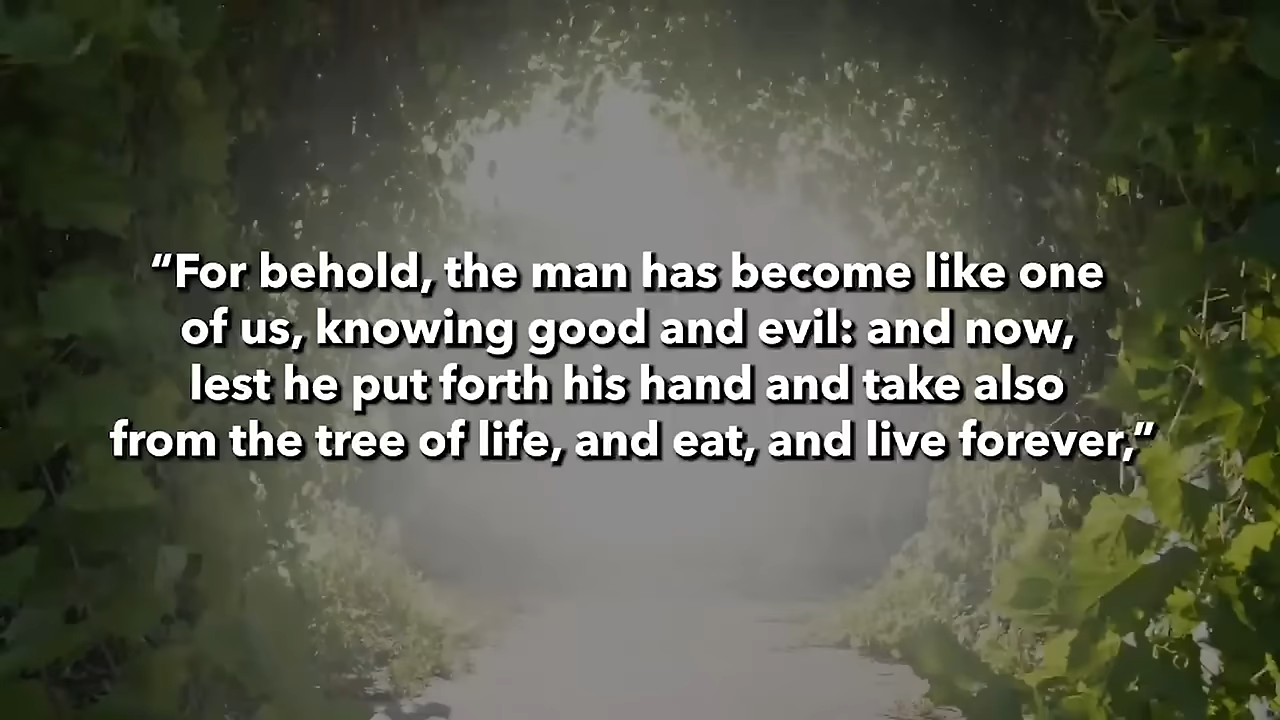 “For behold, the man has become like one
of us, knowing good and evil: and now,
lest he put forth his hand and take also
from the tree of life, and eat, and live forever,”